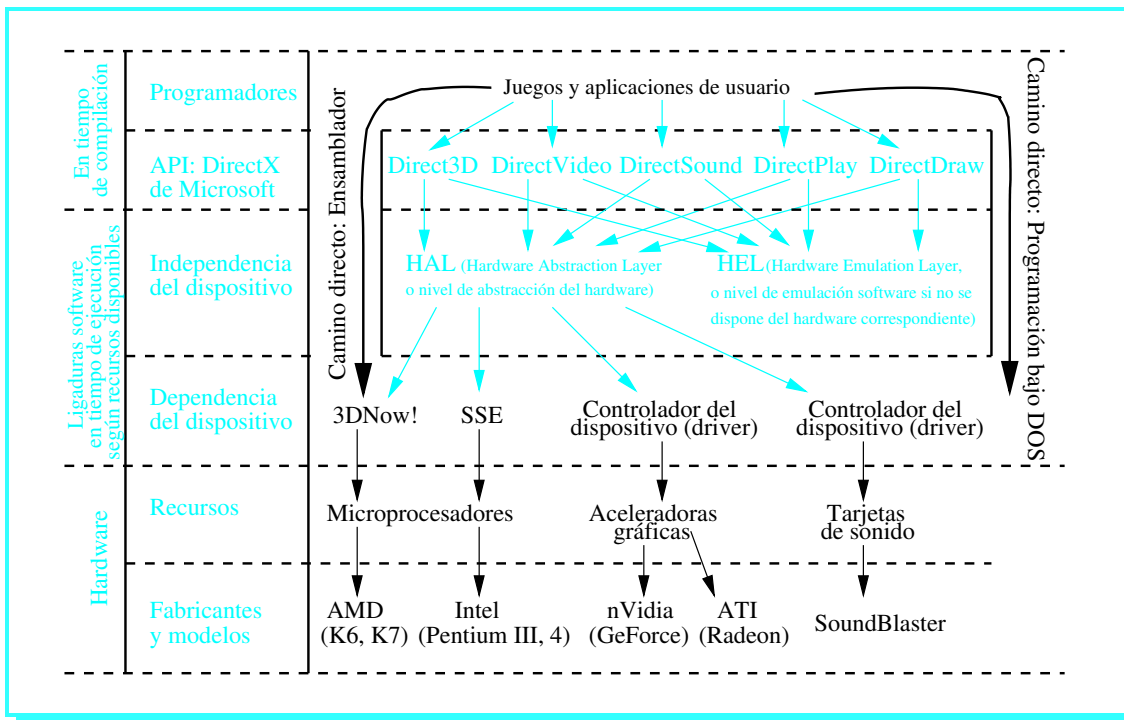 En tiempo
de compilación
Programadores
Juegos y aplicaciones de usuario
API: DirectX
de Microsoft
Direct3D
DirectVideo
DirectSound
DirectPlay
DirectDraw
Camino directo: Ensamblador
Camino directo: Programación bajo DOS
Ligaduras software
en tiempo de ejecución
según recursos disponibles
Independencia
del dispositivo
HAL (Hardware Abstraction Layer
o nivel de abstracción del hardware)
HEL (Hardware Emulation Layer,
o nivel de emulación software si no se
dispone del hardware correspondiente)
Dependencia
del dispositivo
3DNow!
SSE
Controlador del
dispositivo (driver)
Controlador del
dispositivo (driver)
Hardware
Recursos
Microprocesadores
Aceleradoras
gráficas
Tarjetas
de sonido
Fabricantes
y modelos
AMD
(K6, K7)
Intel
(Pentium III, 4)
nVidia
(GeForce)
ATI
(Radeon)
SoundBlaster